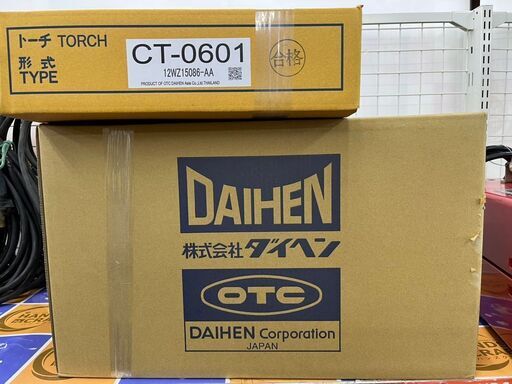 トーチ TORCH
形式
TYPE
CT-0601
12WZ15086-AA
PRODUCT OF OTC DAIHEN Asia Co.,Ltd.THAILAND
合格
DAIHEN
株式会社ダイヘン
OTC
DAIHEN Corporation
JAPAN